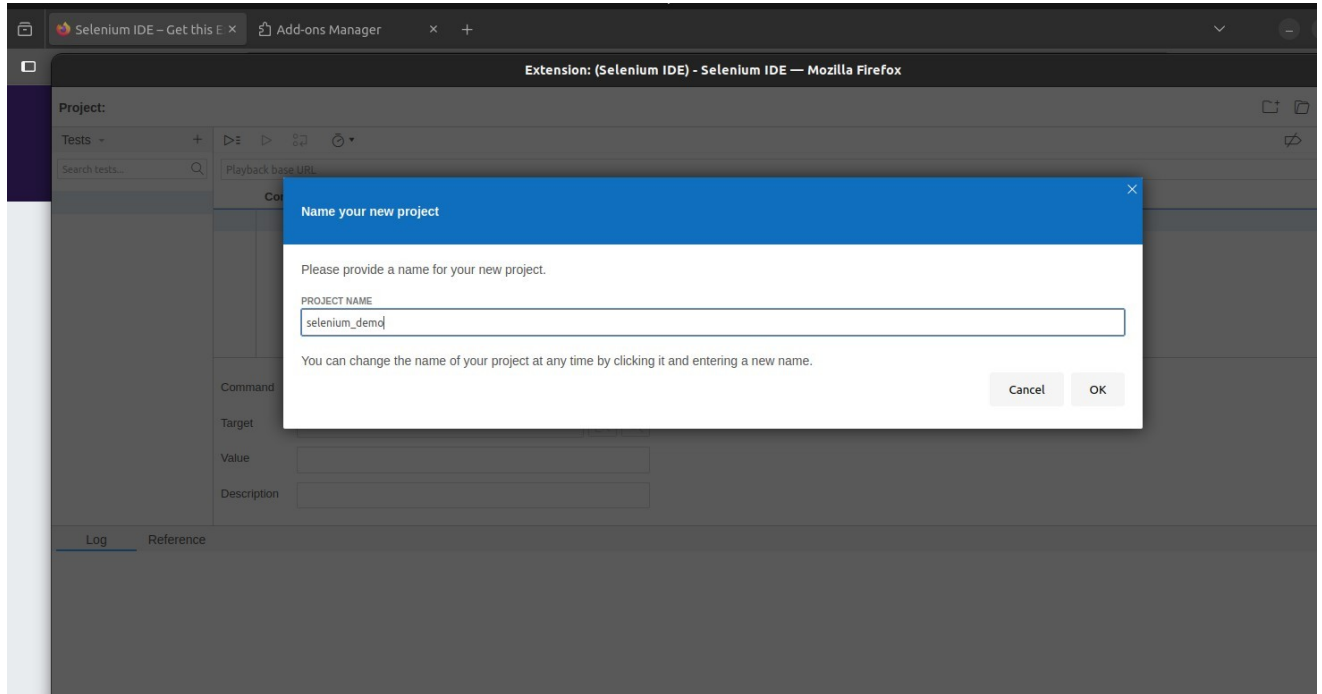 Selenium IDE – Get this E
Add-ons Manager
Extension: (Selenium IDE) - Selenium IDE — Mozilla Firefox
Project:
Tests
Search tests...
Playback base URL
Name your new project
Please provide a name for your new project.
PROJECT NAME
selenium_demo
You can change the name of your project at any time by clicking it and entering a new name.
Cancel OK
Command
Target
Value
Description
Log Reference